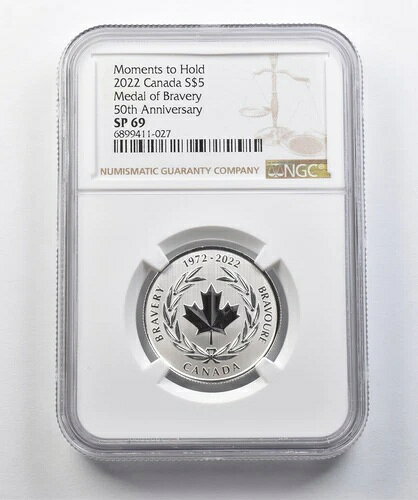 Moments to Hold
2022 Canada S$5
Medal of Bravery
50th Anniversary
SP 69
6899411-027
NUMISMATIC GUARANTY COMPANY
NGC
1972-2022
BRAVERY
BRAVOURE
CANADA